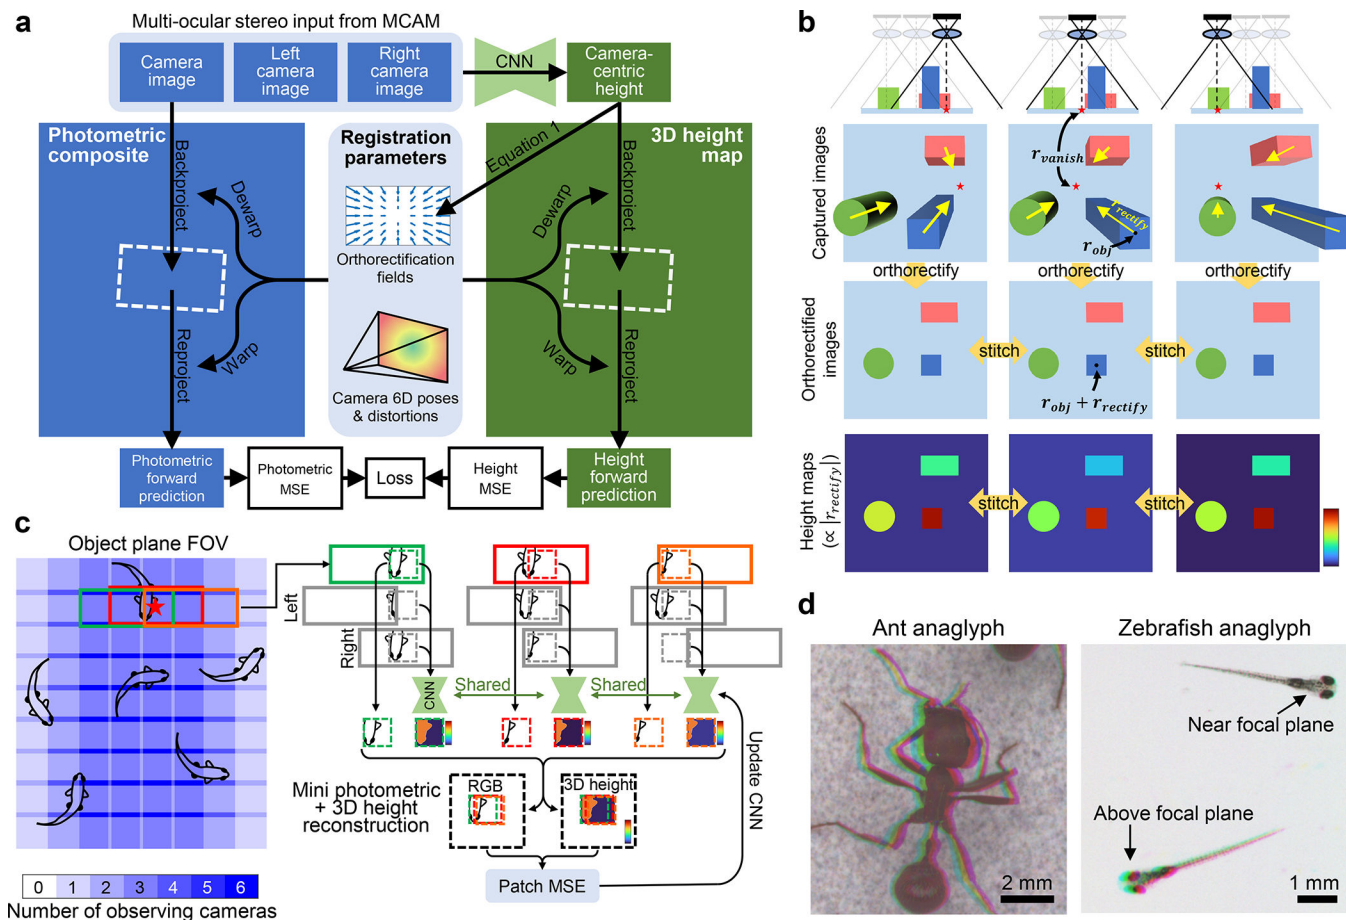 a
Multi-ocular stereo input from MCAM
Camera
image
Left
camera
image
Right
camera
image
CNN
Camera-
centric
height
Photometric
composite
Registration
parameters
3D height
map
Equation 1
Backproject
Dewarp
Backproject
Dewarp
Orthorectification
fields
Reproject
Warp
Reproject
Warp
Camera 6D poses
& distortions
Photometric
forward
prediction
Photometric
MSE
Loss
Height
MSE
Height
forward
prediction
b
Captured images
r_vanish
r_rectify
r_obj
orthorectify
orthorectify
orthorectify
Orthorectified
images
stitch
stitch
r_obj + r_rectify
Height maps
(∝ |r_rectify|)
stitch
stitch
c
Object plane FOV
Left
Right
CNN
Shared
Shared
Update CNN
Mini photometric
+ 3D height
reconstruction
RGB
3D height
Patch MSE
0 1 2 3 4 5 6
Number of observing cameras
d
Ant anaglyph
2 mm
Zebrafish anaglyph
Near focal plane
Above focal plane
1 mm